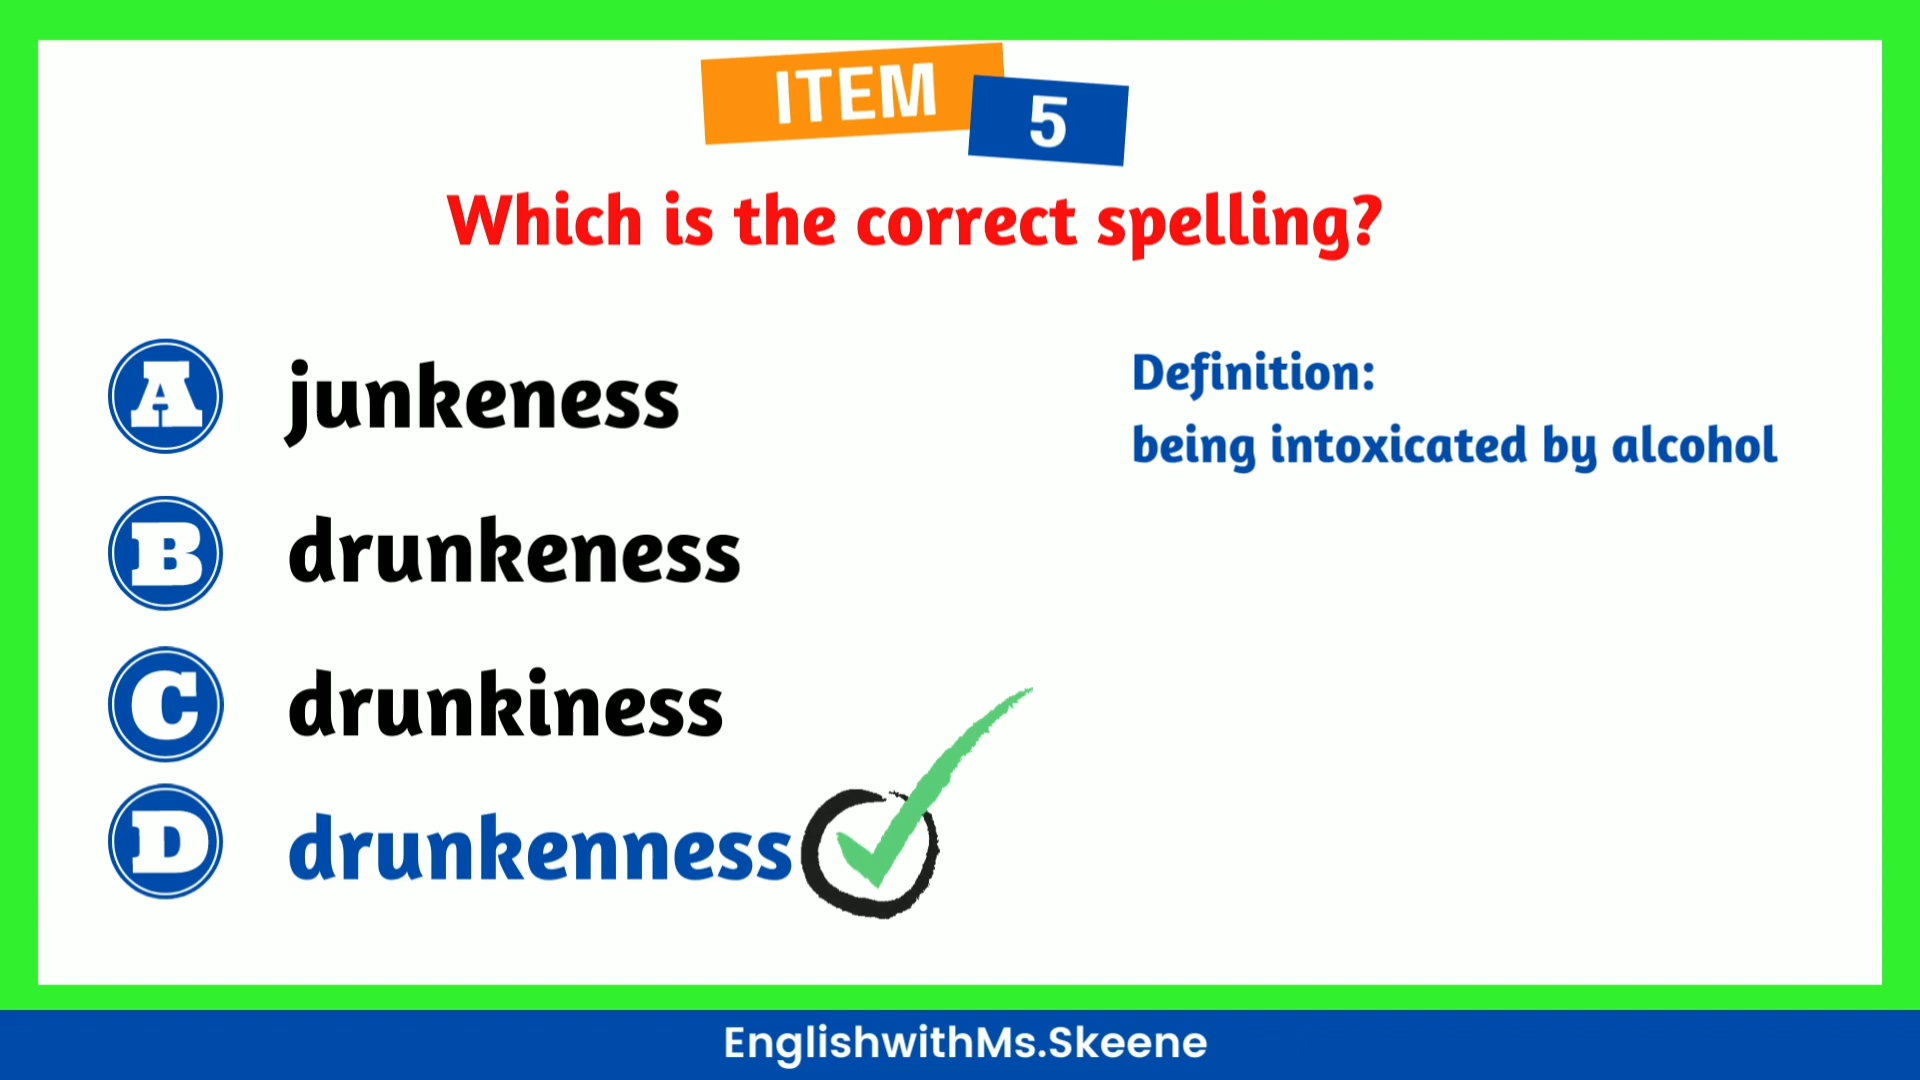 ITEM 5
Which is the correct spelling?
A junkeness
B drunkeness
C drunkiness
D drunkenness
Definition:
being intoxicated by alcohol
EnglishwithMs.Skeene